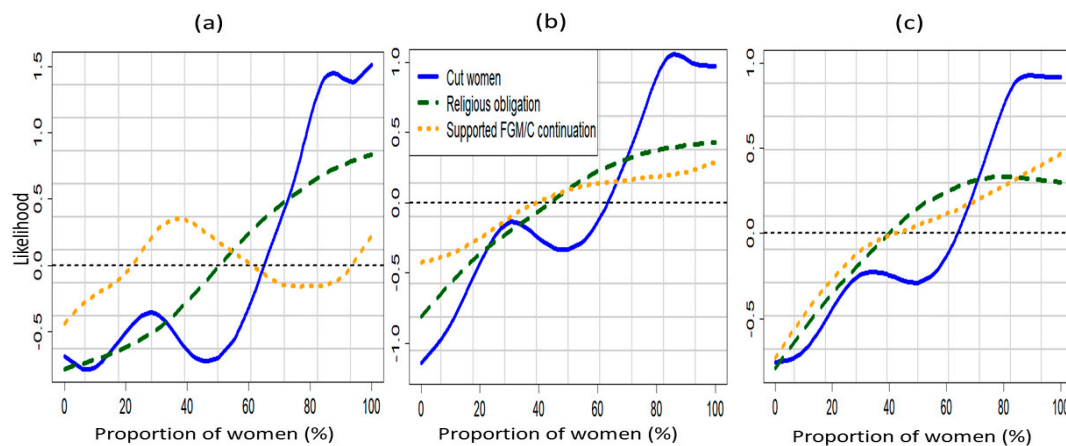 (a)
(b)
(c)
Likelihood
1.5
1.0
0.5
0.0
-0.5
0 20 40 60 80 100
Proportion of women (%)
1.0
0.5
0.0
-0.5
-1.0
Cut women
Religious obligation
Supported FGM/C continuation
0 20 40 60 80 100
Proportion of women (%)
1.0
0.5
0.0
-0.5
0 20 40 60 80 100
Proportion of women (%)